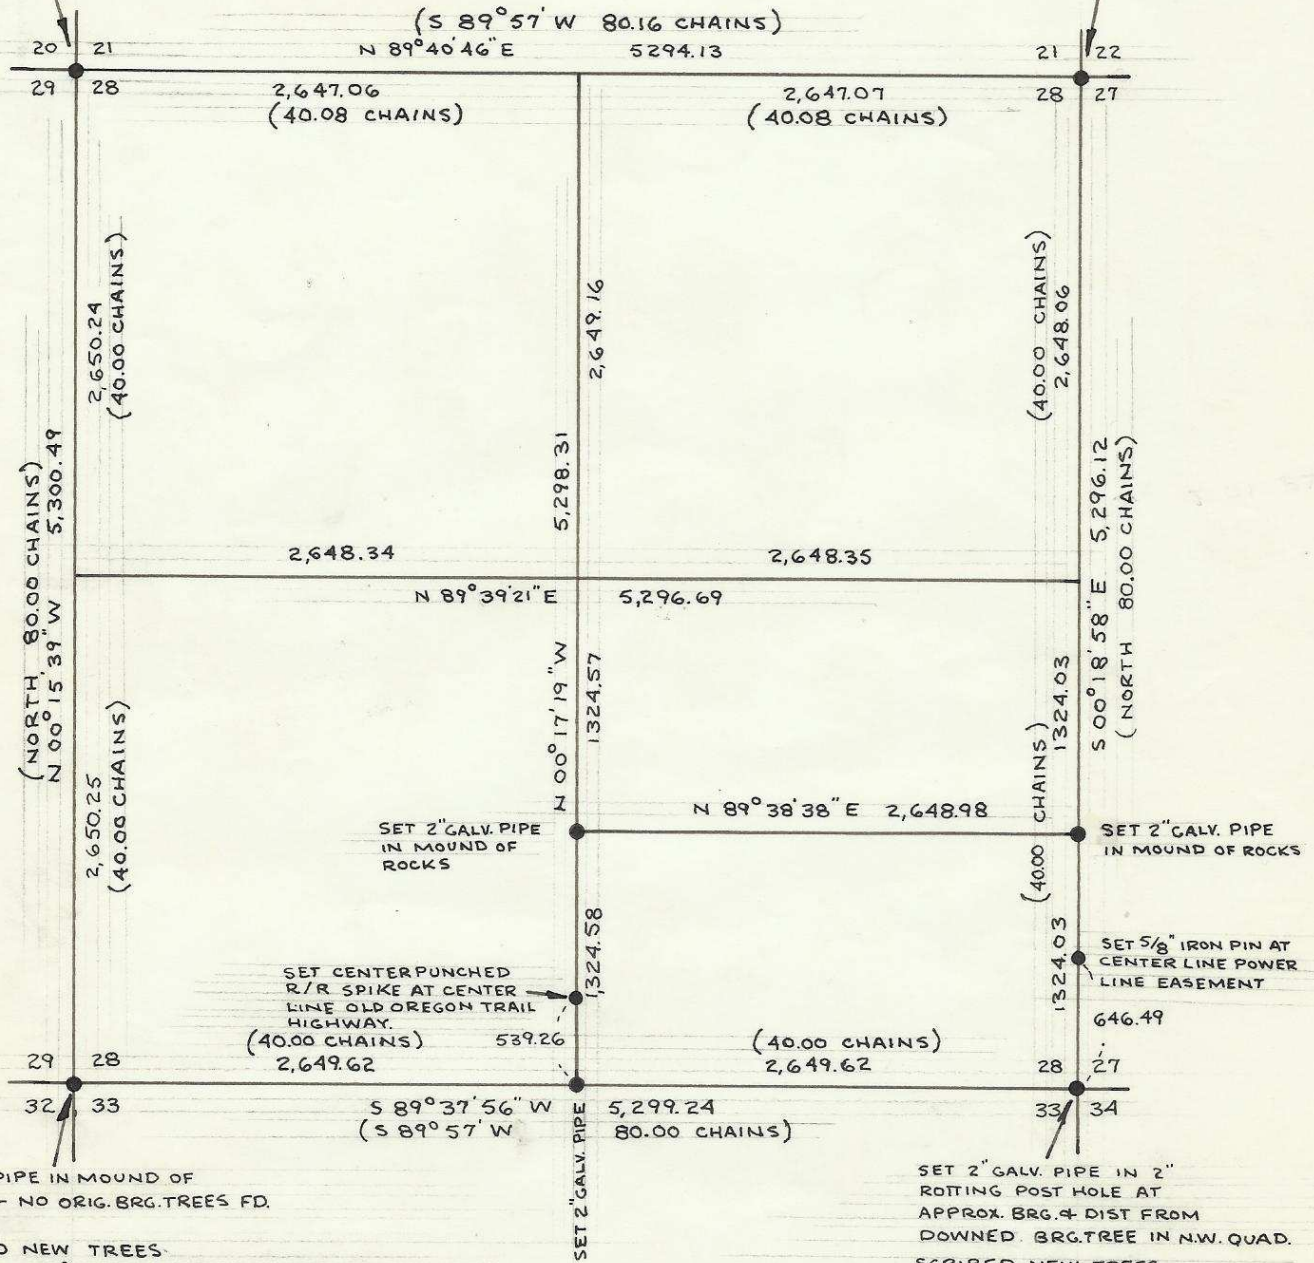 (S 89°57' W 80.16 CHAINS)
N 89°40'46" E 5294.13
20 21
21 22
29 28
28 27
2,647.06
(40.08 CHAINS)
2,647.07
(40.08 CHAINS)
2,650.24
(40.00 CHAINS)
2,649.16
(40.00 CHAINS)
2,648.06
(NORTH 80.00 CHAINS)
N 00°15'39" W 5,300.49
5,298.31
S 00°18'58" E 5,296.12
(NORTH 80.00 CHAINS)
2,648.34
2,648.35
N 89°39'21" E 5,296.69
N 00°17'19" W
1324.57
1324.03
2,650.25
(40.00 CHAINS)
(40.00 CHAINS)
N 89°38'38" E 2,648.98
SET 2" GALV. PIPE
IN MOUND OF
ROCKS
SET 2" GALV. PIPE
IN MOUND OF ROCKS
1,324.58
1324.03
SET CENTERPUNCHED
R/R SPIKE AT CENTER
LINE OLD OREGON TRAIL
HIGHWAY.
SET 5/8" IRON PIN AT
CENTER LINE POWER
LINE EASEMENT
539.26
646.49
(40.00 CHAINS)
2,649.62
(40.00 CHAINS)
2,649.62
29 28
28 27
32 33
33 34
S 89°37'56" W 5,299.24
(S 89°57' W 80.00 CHAINS)
SET 2" GALV. PIPE
PIPE IN MOUND OF
- NO ORIG. BRG. TREES FD.
NEW TREES
SET 2" GALV. PIPE IN 2"
ROTTING POST HOLE AT
APPROX. BRG. & DIST FROM
DOWNED BRG. TREE IN N.W. QUAD.